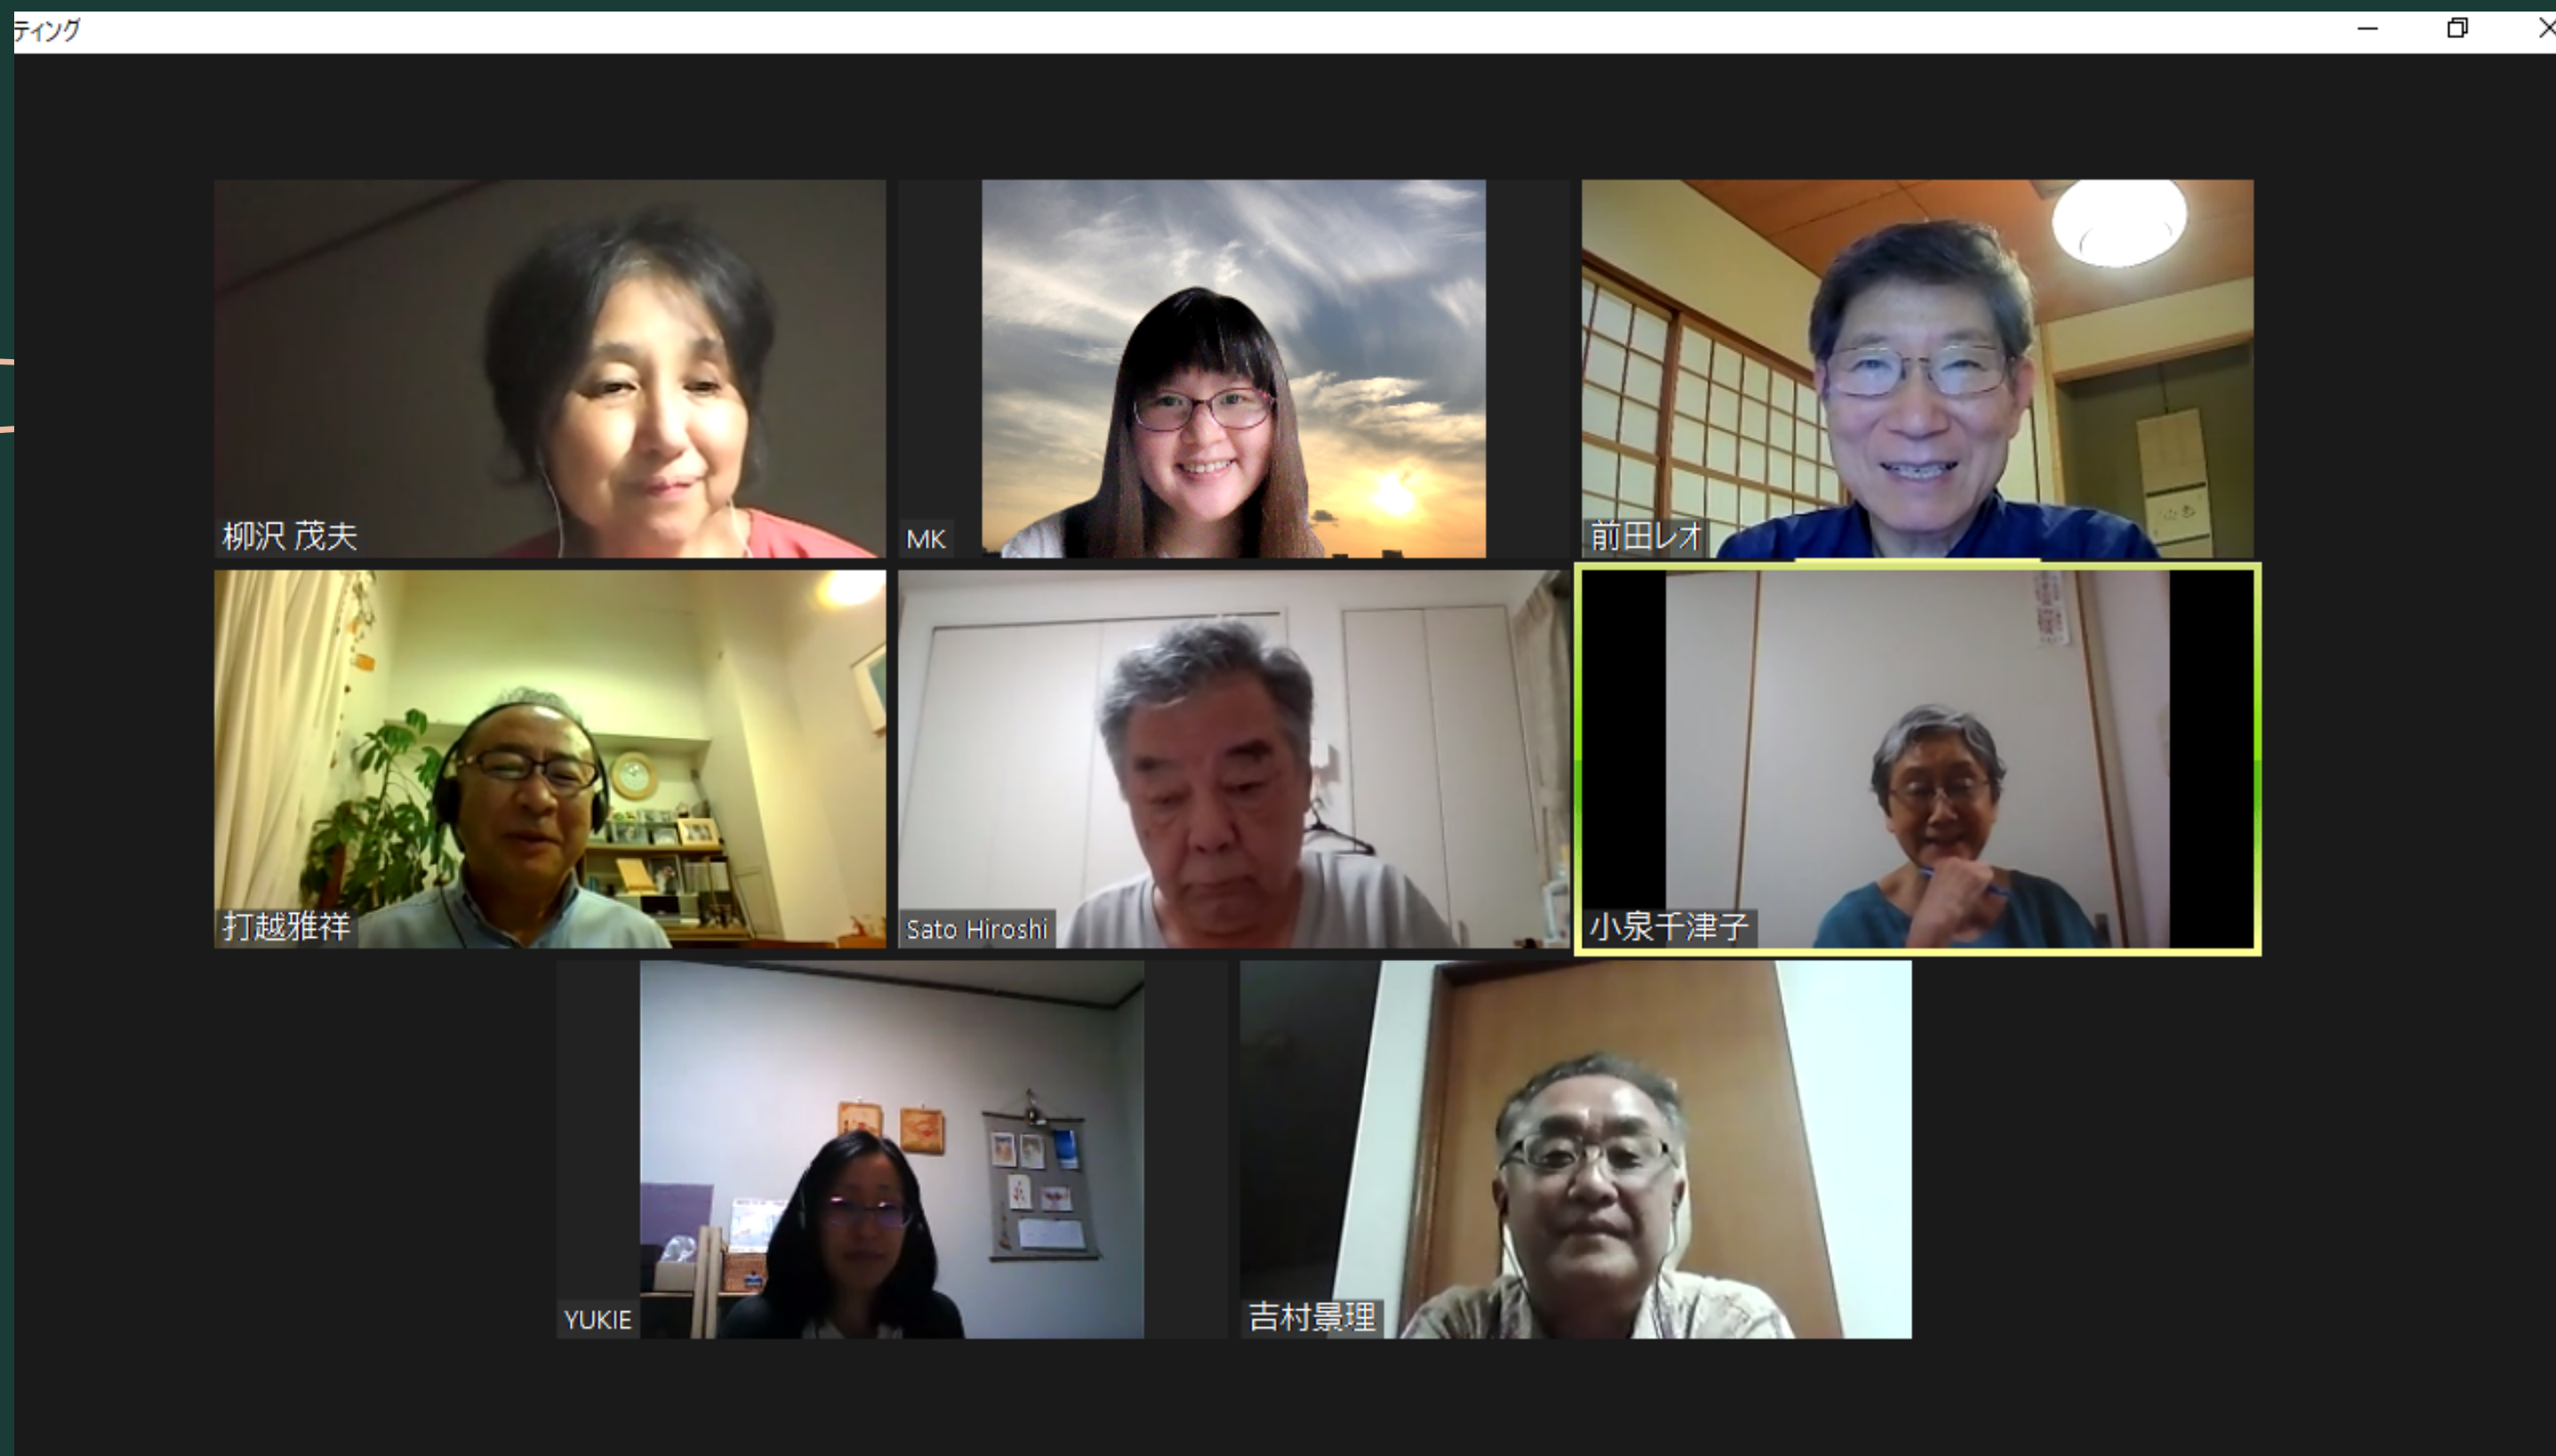 ティング
柳沢 茂夫
MK
前田レオ
打越雅祥
Sato Hiroshi
小泉千津子
YUKIE
吉村景理